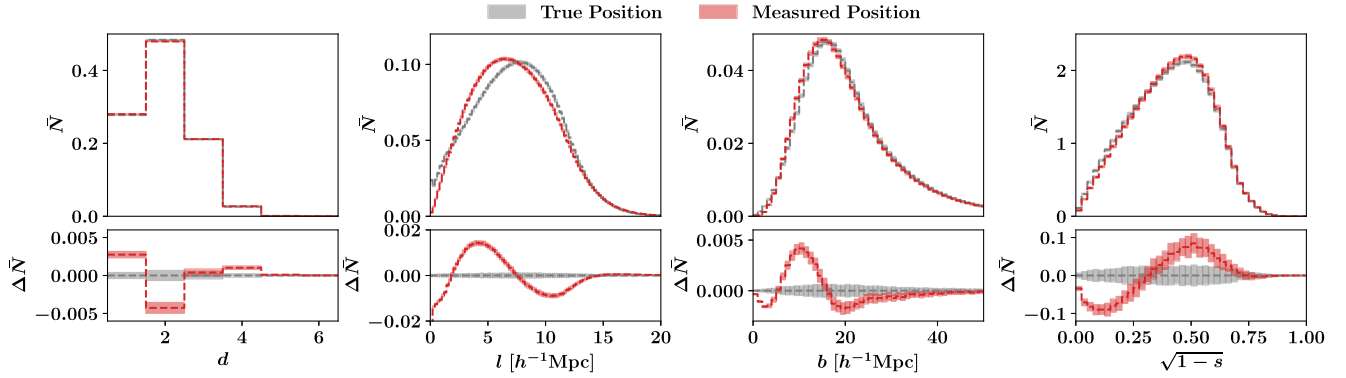 True Position Measured Position
N̄ 0.4 0.2 0.0
N̄ 0.10 0.05 0.00
N̄ 0.04 0.02 0.00
N̄ 2 1 0
ΔN̄ 0.005 0.000 −0.005
ΔN̄ 0.02 0.00 −0.02
ΔN̄ 0.005 0.000
ΔN̄ 0.1 0.0 −0.1
2 4 6
0 5 10 15 20
0 20 40
0.00 0.25 0.50 0.75 1.00
d
l [h⁻¹Mpc]
b [h⁻¹Mpc]
√1 − s